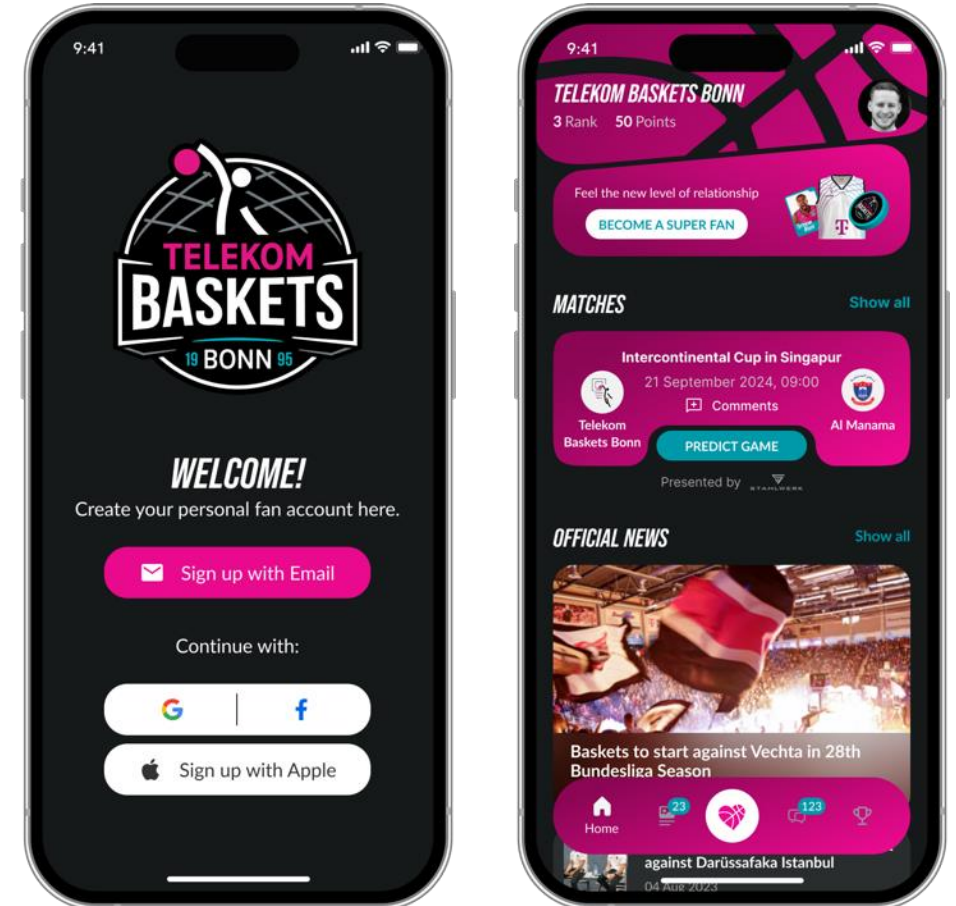 9:41
TELEKOM
BASKETS
19 BONN 95
WELCOME!
Create your personal fan account here.
Sign up with Email
Continue with:
Sign up with Apple
9:41
TELEKOM BASKETS BONN
3 Rank 50 Points
Feel the new level of relationship
BECOME A SUPER FAN
MATCHES Show all
Intercontinental Cup in Singapur
21 September 2024, 09:00
Comments
Telekom
Baskets Bonn
Al Manama
PREDICT GAME
Presented by STAHLWERK
OFFICIAL NEWS Show all
Baskets to start against Vechta in 28th
Bundesliga Season
Home
23
123
against Darüssafaka Istanbul
04 Aug 2023